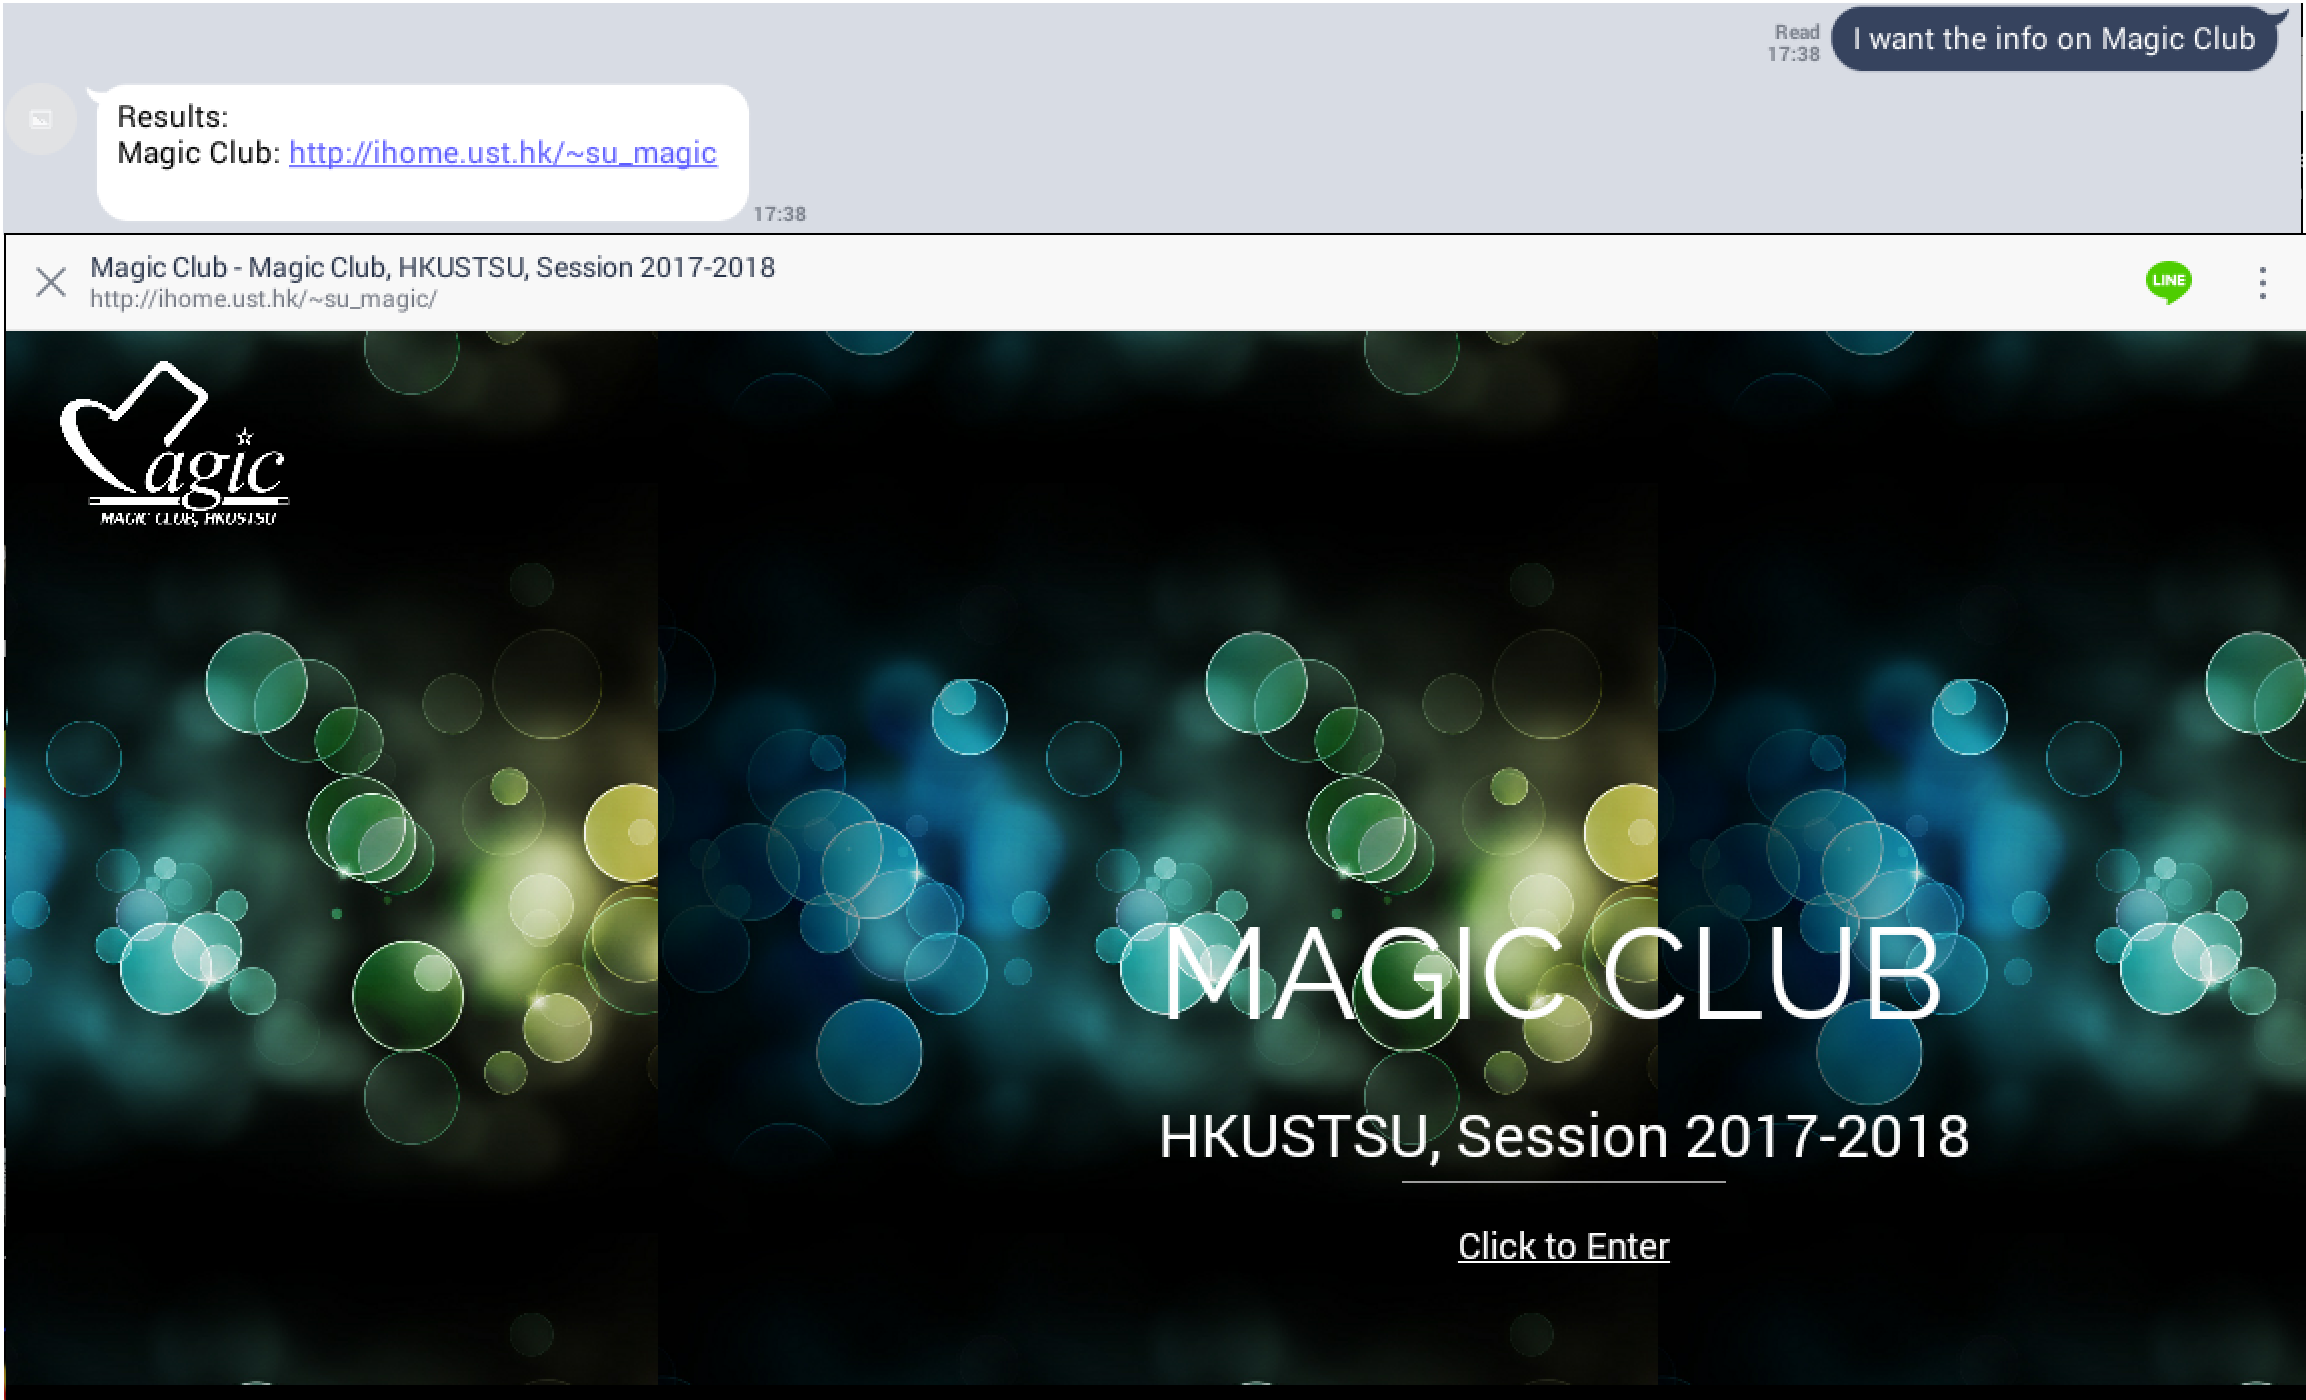 Read
17:38
I want the info on Magic Club
Results:
Magic Club: http://ihome.ust.hk/~su_magic
17:38
Magic Club - Magic Club, HKUSTSU, Session 2017-2018
http://ihome.ust.hk/~su_magic/
LINE
Magic
MAGIC CLUB, HKUSTSU
MAGIC CLUB
HKUSTSU, Session 2017-2018
Click to Enter